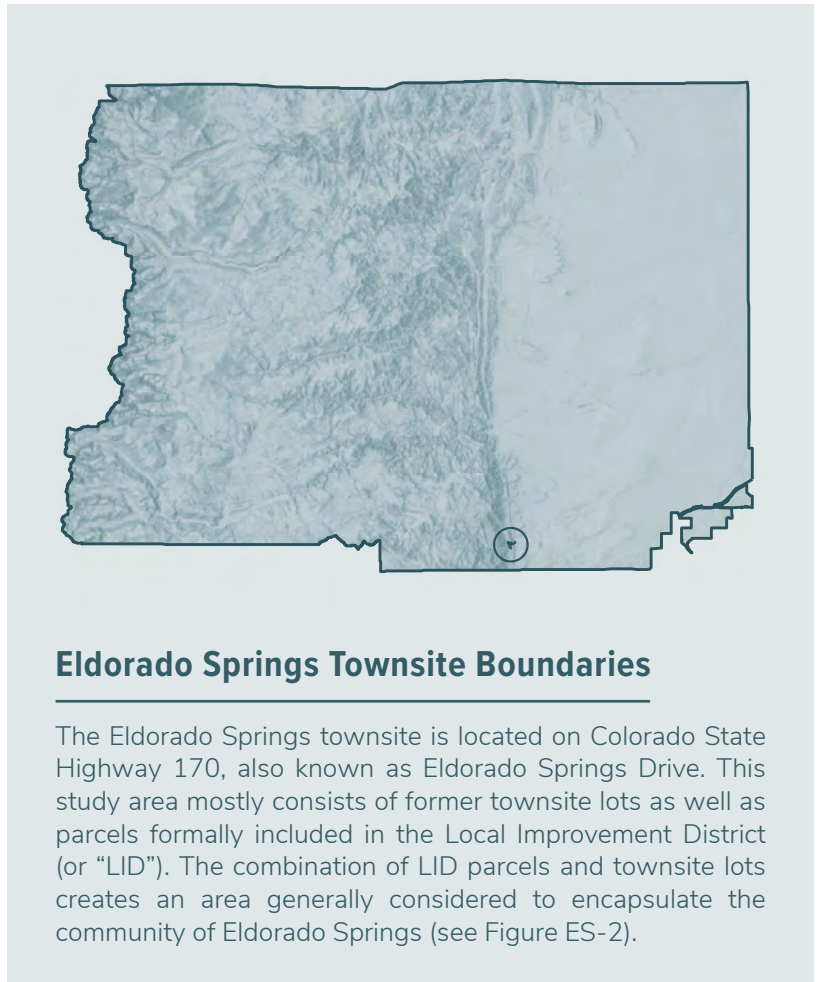 Eldorado Springs Townsite Boundaries
The Eldorado Springs townsite is located on Colorado State
Highway 170, also known as Eldorado Springs Drive. This
study area mostly consists of former townsite lots as well as
parcels formally included in the Local Improvement District
(or “LID”). The combination of LID parcels and townsite lots
creates an area generally considered to encapsulate the
community of Eldorado Springs (see Figure ES-2).